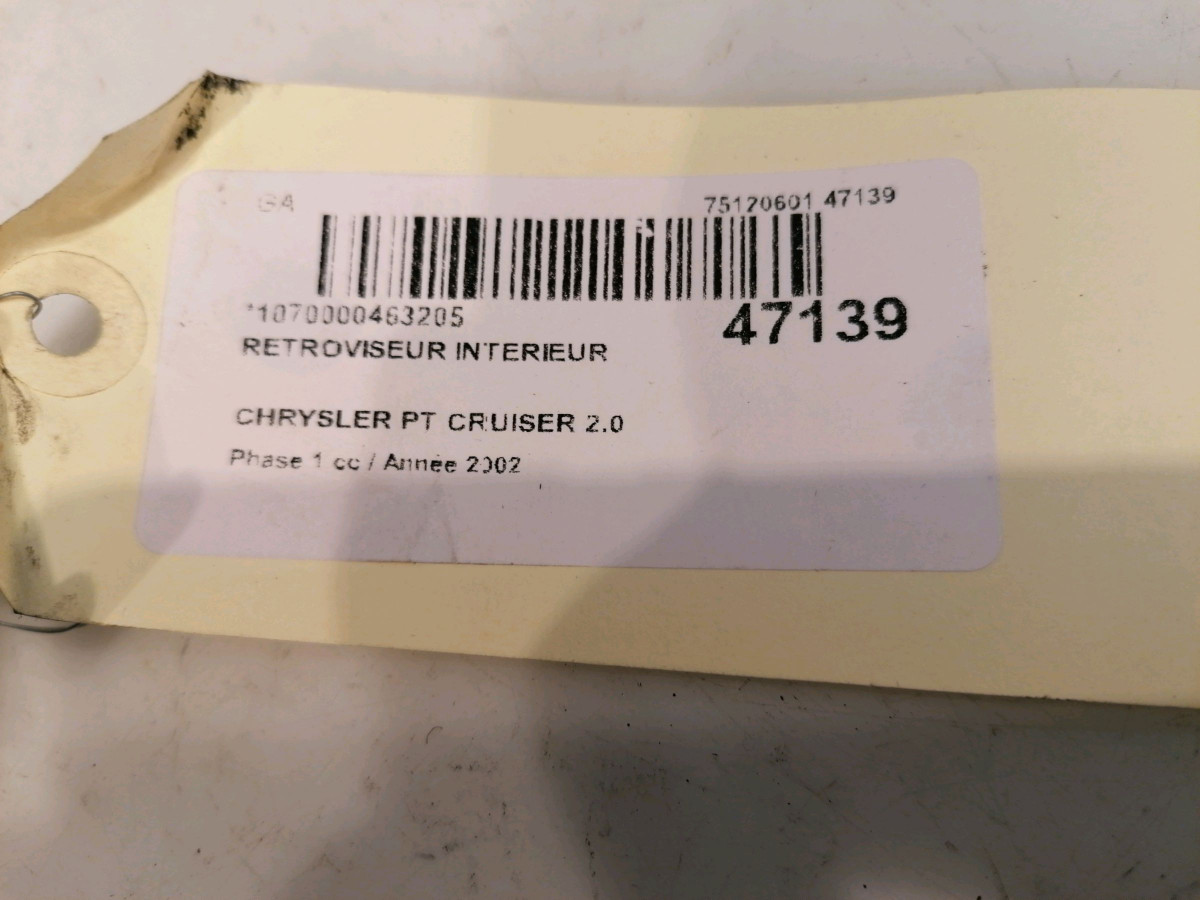 G4 75120601 47139
*1070000463205
47139
RETROVISEUR INTERIEUR
CHRYSLER PT CRUISER 2.0
Phase 1 cc / Année 2002